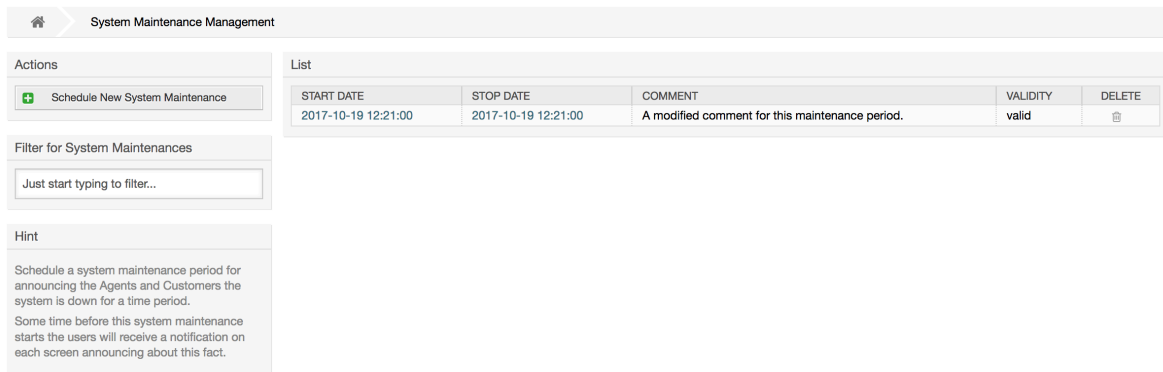 System Maintenance Management
Actions
Schedule New System Maintenance
Filter for System Maintenances
Just start typing to filter...
Hint
Schedule a system maintenance period for
announcing the Agents and Customers the
system is down for a time period.
Some time before this system maintenance
starts the users will receive a notification on
each screen announcing about this fact.
List
START DATE STOP DATE COMMENT VALIDITY DELETE
2017-10-19 12:21:00 2017-10-19 12:21:00 A modified comment for this maintenance period. valid